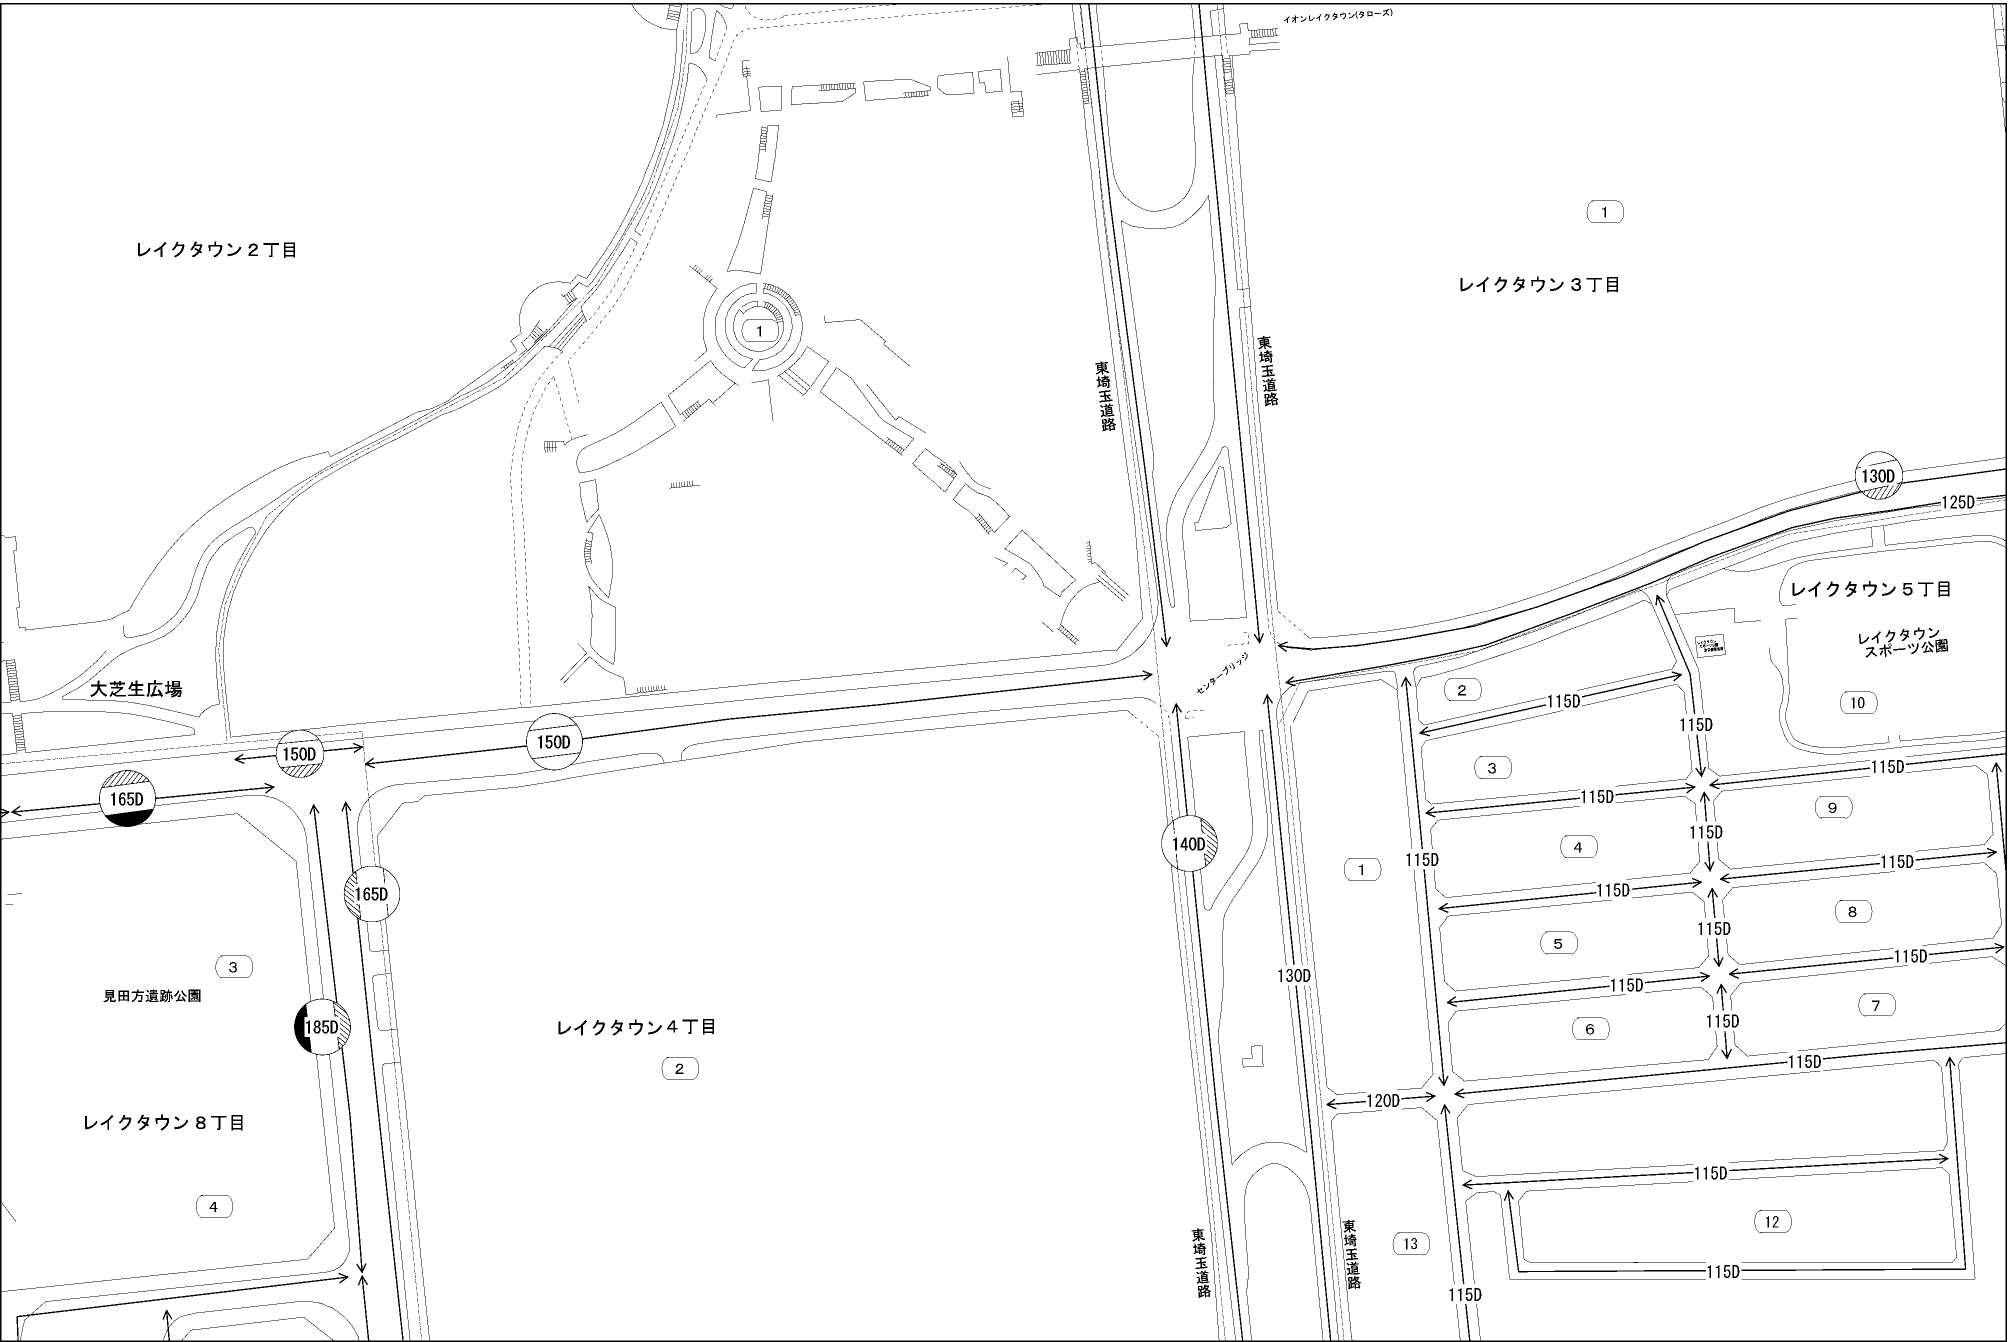 イオンレイクタウン(タローズ)
1
レイクタウン２丁目
レイクタウン３丁目
1
東埼玉道路
東埼玉道路
130D
125D
レイクタウン５丁目
レイクタウン
スポーツ公園
センターブリッジ
大芝生広場
2
115D
10
115D
150D
150D
3
115D
115D
165D
9
115D
140D
4
115D
1
115D
115D
165D
115D
8
115D
5
3
115D
130D
115D
見田方遺跡公園
7
185D
レイクタウン４丁目
6
115D
2
115D
120D
レイクタウン８丁目
115D
4
12
13
東埼玉道路
東埼玉道路
115D
115D